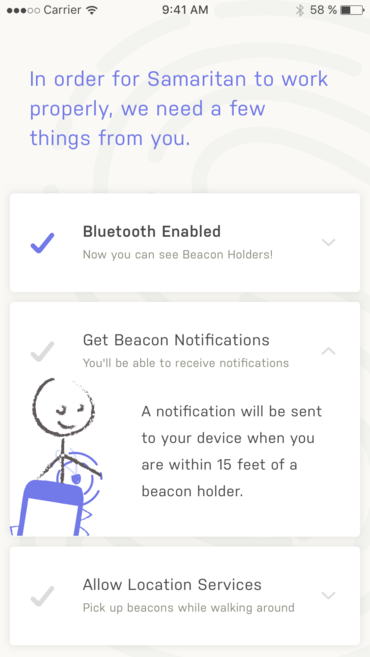 Carrier 9:41 AM 58 %
In order for Samaritan to work
properly, we need a few
things from you.
Bluetooth Enabled
Now you can see Beacon Holders!
Get Beacon Notifications
You'll be able to receive notifications
A notification will be sent
to your device when you
are within 15 feet of a
beacon holder.
Allow Location Services
Pick up beacons while walking around